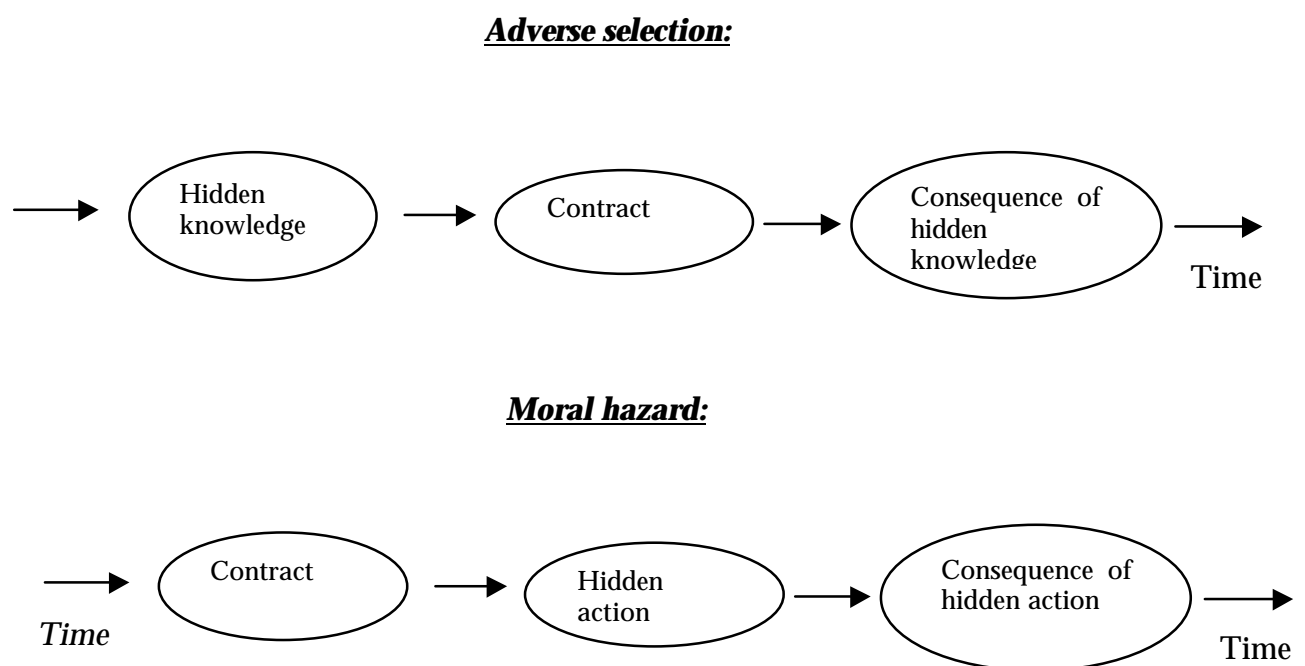 Adverse selection:
Hidden
knowledge
Contract
Consequence of
hidden
knowledge
Time
Moral hazard:
Contract
Hidden
action
Consequence of
hidden action
Time
Time